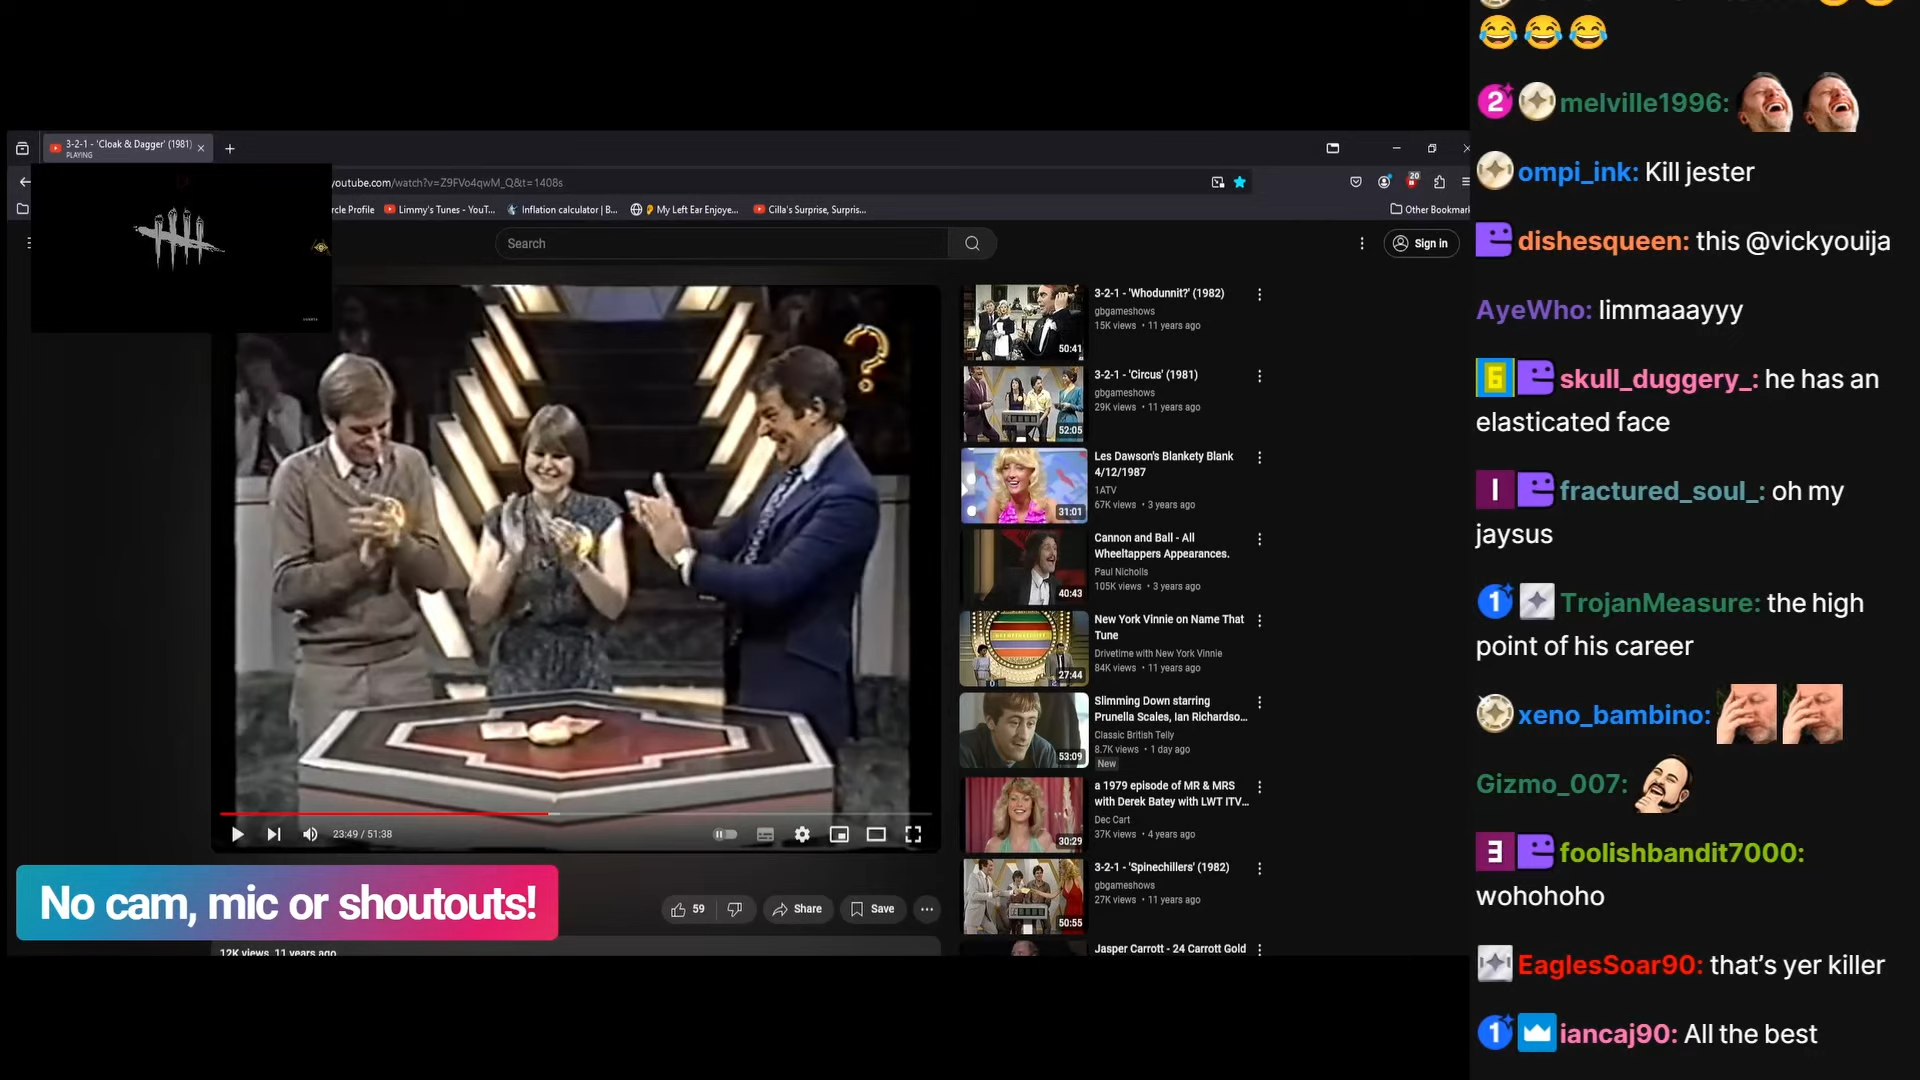 3-2-1 - 'Cloak & Dagger' (1981)
PLAYING
youtube.com/watch?v=Z9FVo4qwM_Q&t=1408s
20
rcle Profile
Limmy's Tunes - YouT...
Inflation calculator | B...
My Left Ear Enjoye...
Cilla's Surprise, Surpris...
Other Bookmar
Search
Sign in
?
23:49 / 51:38
No cam, mic or shoutouts!
59
Share
Save
12K views 11 years ago
3-2-1 - 'Whodunnit?' (1982)
gbgameshows
15K views • 11 years ago
50:41
3-2-1 - 'Circus' (1981)
gbgameshows
29K views • 11 years ago
52:05
Les Dawson's Blankety Blank
4/12/1987
1ATV
67K views • 3 years ago
31:01
Cannon and Ball - All
Wheeltappers Appearances.
Paul Nicholls
105K views • 3 years ago
40:43
New York Vinnie on Name That
Tune
Drivetime with New York Vinnie
84K views • 11 years ago
27:44
Slimming Down starring
Prunella Scales, Ian Richardso...
Classic British Telly
8.7K views • 1 day ago
New
53:09
a 1979 episode of MR & MRS
with Derek Batey with LWT ITV...
Dec Cart
37K views • 4 years ago
30:29
3-2-1 - 'Spinechillers' (1982)
gbgameshows
27K views • 11 years ago
50:55
Jasper Carrott - 24 Carrott Gold
2 melville1996:
ompi_ink: Kill jester
dishesqueen: this @vickyouija
AyeWho: limmaaayyy
6 skull_duggery_: he has an
elasticated face
1 fractured_soul_: oh my
jaysus
1 TrojanMeasure: the high
point of his career
xeno_bambino:
Gizmo_007:
3 foolishbandit7000:
wohohoho
EaglesSoar90: that's yer killer
1 iancaj90: All the best